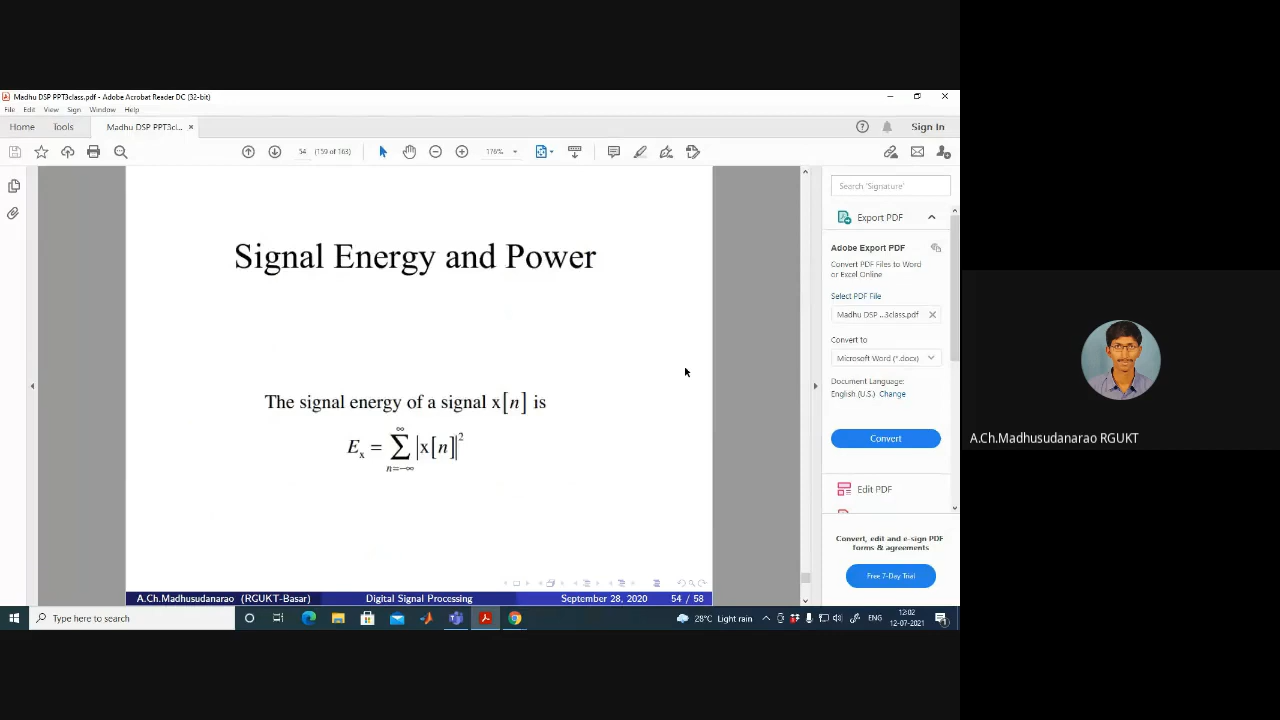 Madhu DSP PPT3class.pdf - Adobe Acrobat Reader DC (32-bit)
File Edit View Sign Window Help
Home Tools Madhu DSP PPT3cl... × Sign In
54 (159 of 163) 176%
Search 'Signature'
Export PDF
Adobe Export PDF
Convert PDF Files to Word
or Excel Online
Select PDF File
Madhu DSP ...3class.pdf
Convert to
Microsoft Word (*.docx)
Document Language:
English (U.S.) Change
Convert
Edit PDF
Convert, edit and e-sign PDF
forms & agreements
Free 7-Day Trial
Signal Energy and Power
The signal energy of a signal x[n] is
Eₓ = ∑_{n=−∞}^{∞} |x[n]|²
A.Ch.Madhusudanarao (RGUKT-Basar) Digital Signal Processing September 28, 2020 54 / 58
Type here to search 28°C Light rain ENG 12:02
12-07-2021
A.Ch.Madhusudanarao RGUKT